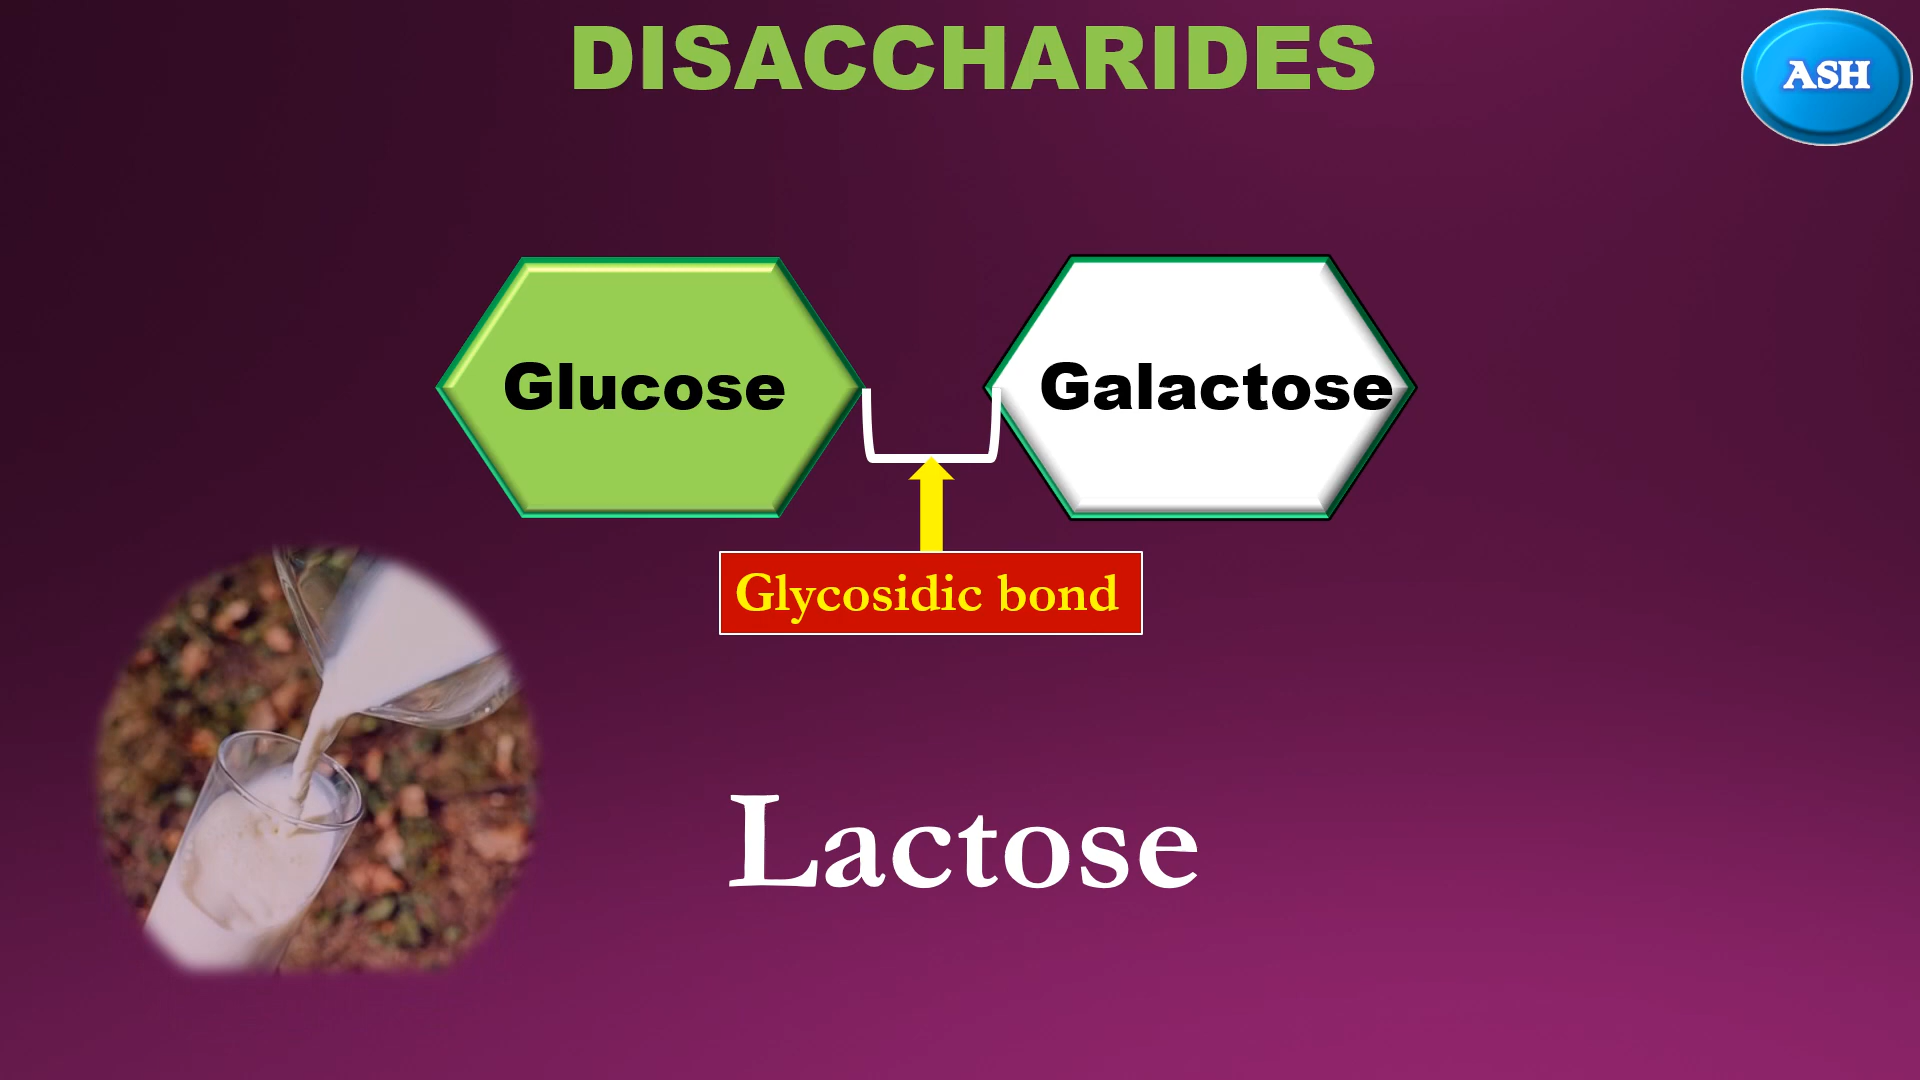 DISACCHARIDES
ASH
Glucose
Galactose
Glycosidic bond
Lactose